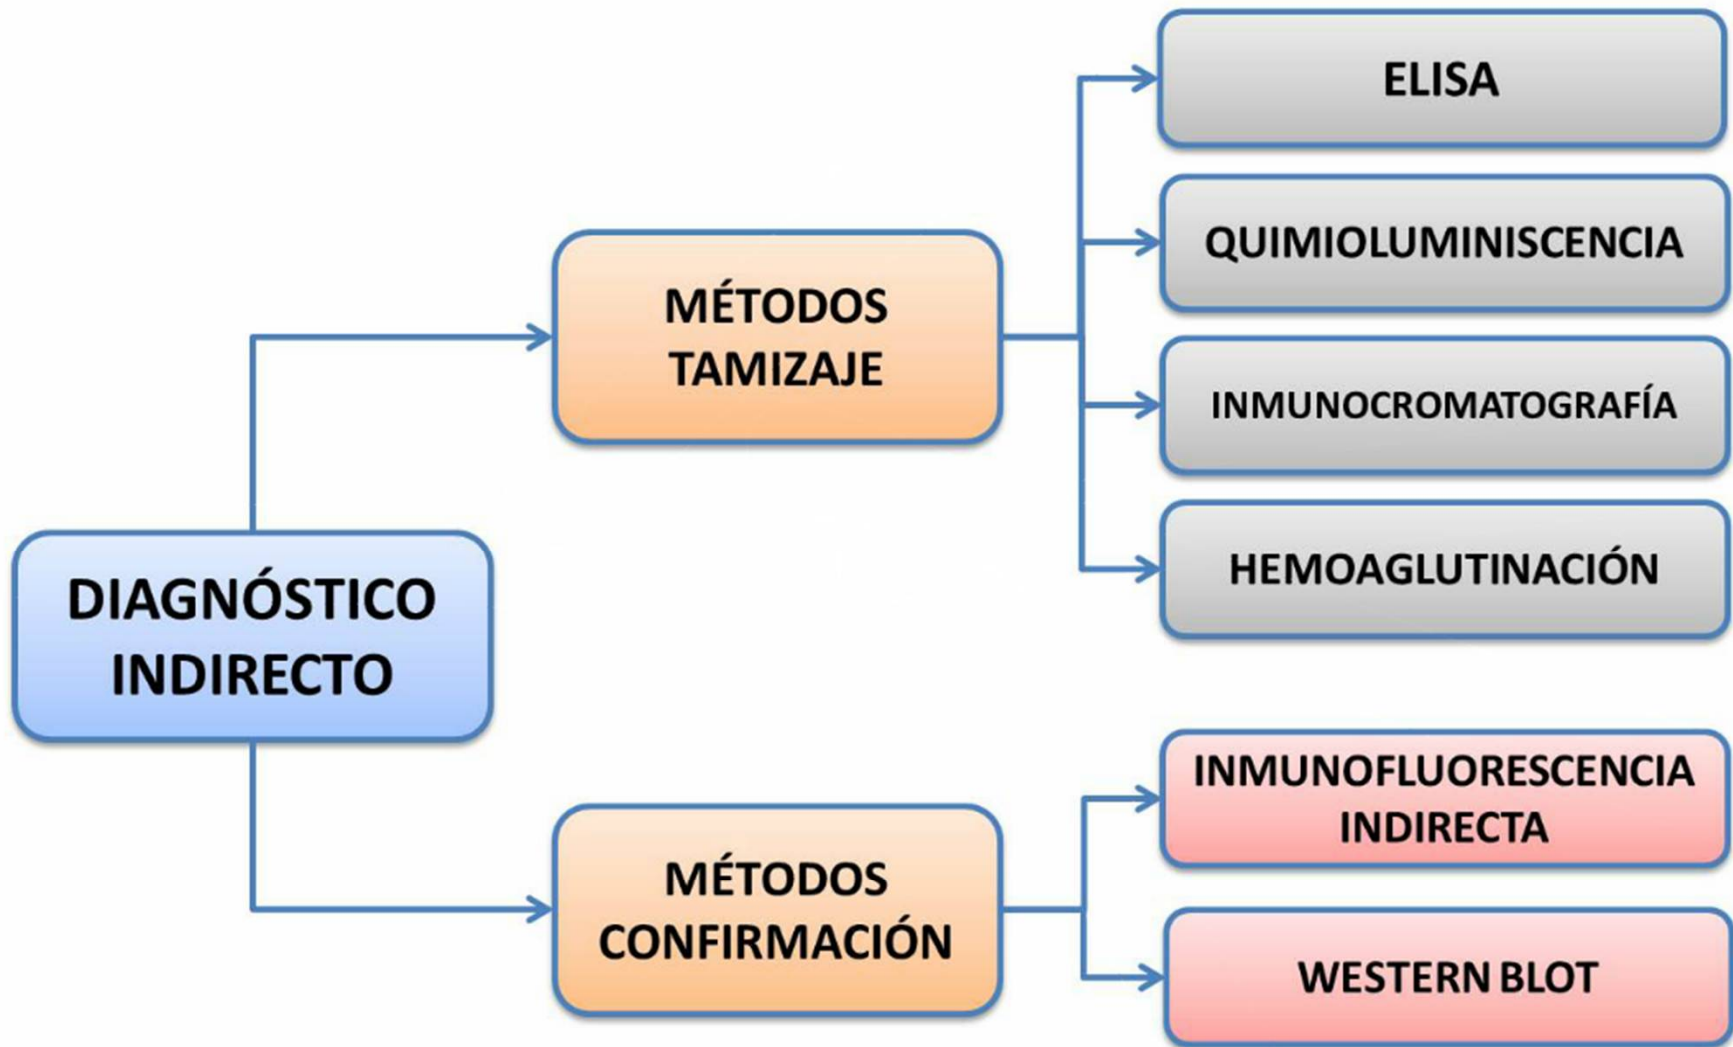 DIAGNÓSTICO
INDIRECTO
MÉTODOS
TAMIZAJE
ELISA
QUIMIOLUMINISCENCIA
INMUNOCROMATOGRAFÍA
HEMOAGLUTINACIÓN
MÉTODOS
CONFIRMACIÓN
INMUNOFLUORESCENCIA
INDIRECTA
WESTERN BLOT